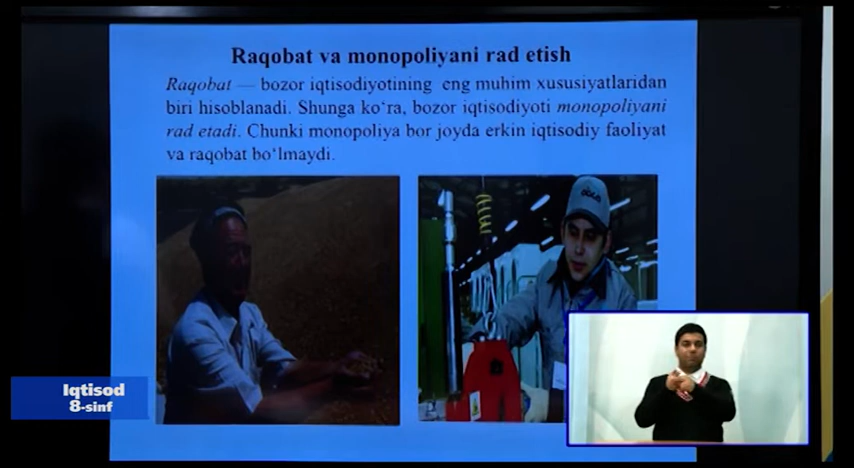 Raqobat va monopoliyani rad etish
Raqobat — bozor iqtisodiyotining eng muhim xususiyatlaridan
biri hisoblanadi. Shunga ko‘ra, bozor iqtisodiyoti monopoliyani
rad etadi. Chunki monopoliya bor joyda erkin iqtisodiy faoliyat
va raqobat bo‘lmaydi.
Iqtisod
8-sinf